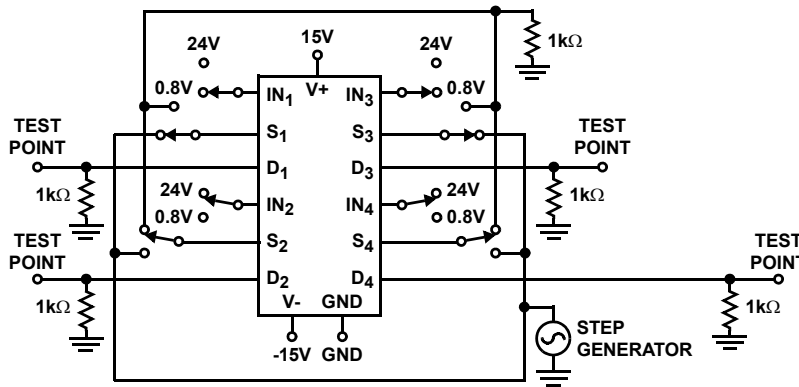 1kΩ
24V
15V
24V
0.8V
IN1
V+
IN3
0.8V
TEST
POINT
S1
S3
TEST
POINT
D1
D3
1kΩ
24V
IN2
IN4
24V
1kΩ
0.8V
0.8V
TEST
POINT
S2
S4
TEST
POINT
D2
D4
1kΩ
V-
GND
1kΩ
-15V
GND
STEP
GENERATOR